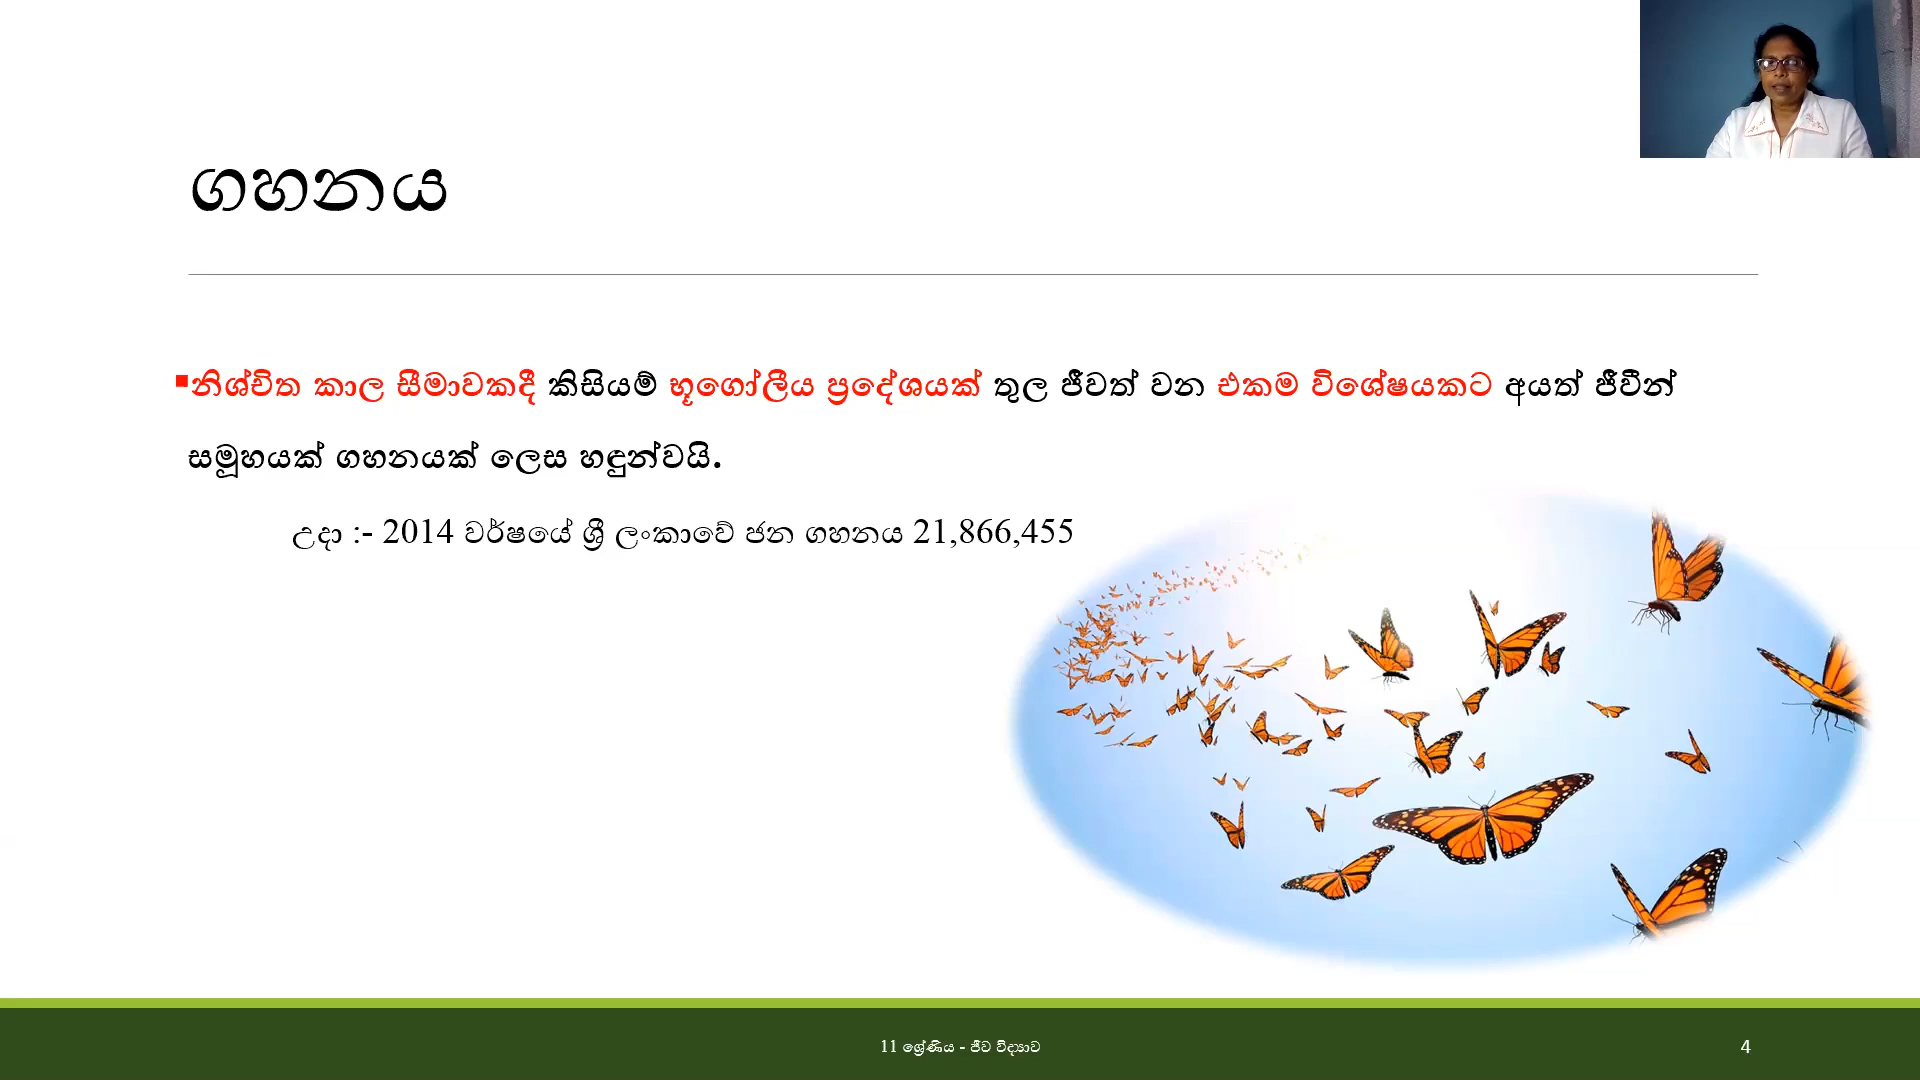 ගහනය
▪නිශ්චිත කාල සීමාවකදී කිසියම් භූගෝලීය ප්‍රදේශයක් තුල ජීවත් වන එකම විශේෂයකට අයත් ජීවීන්
සමූහයක් ගහනයක් ලෙස හඳුන්වයි.
උදා :- 2014 වර්ෂයේ ශ්‍රී ලංකාවේ ජන ගහනය 21,866,455
11 ශ්‍රේණිය - ජීව විද්‍යාව
4